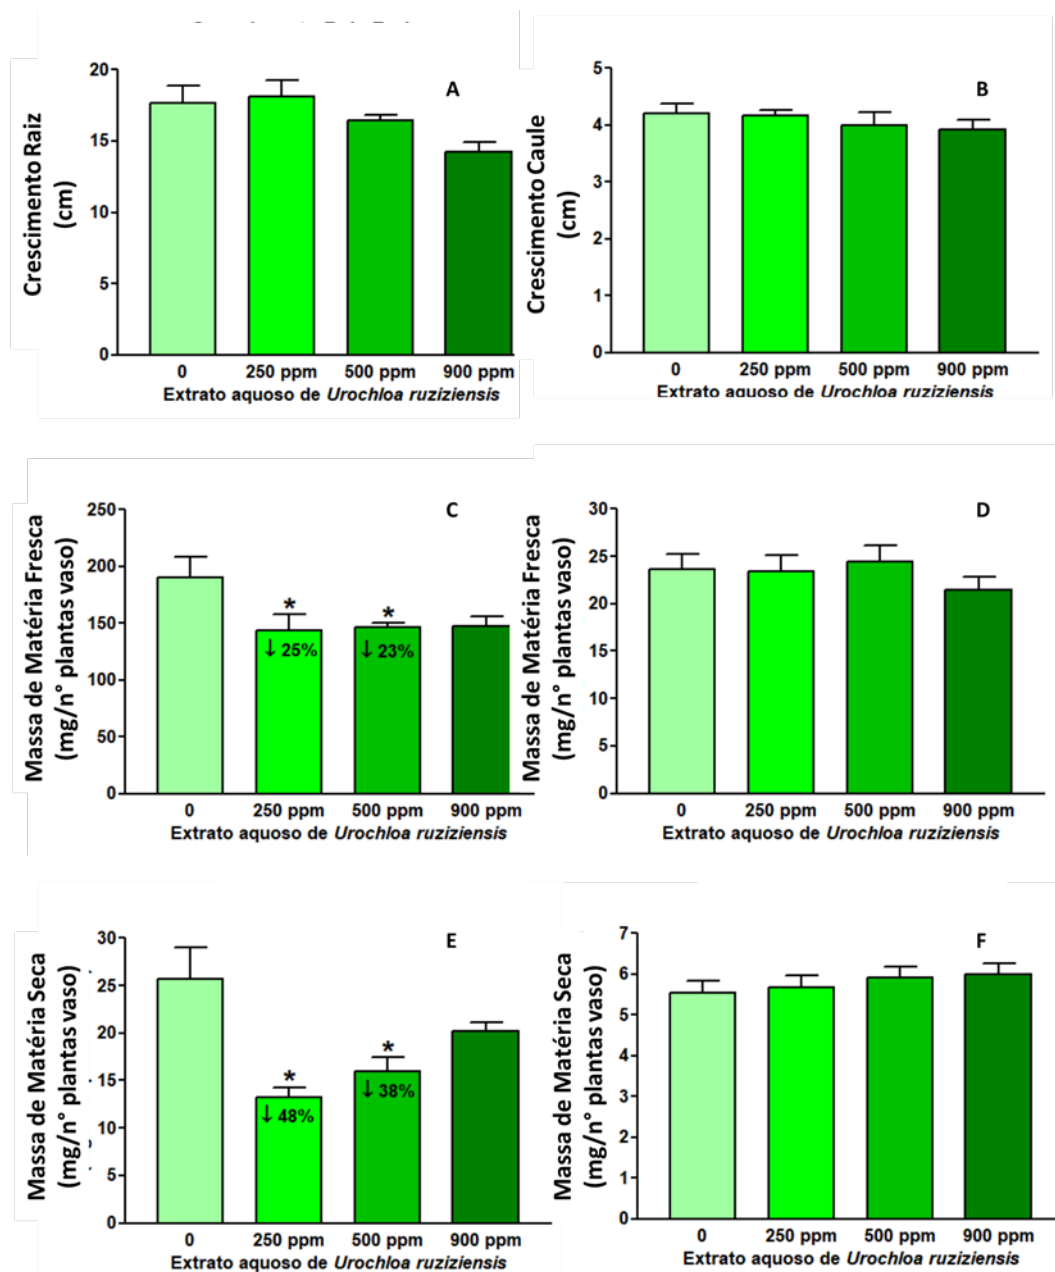 A
Crescimento Raiz
(cm)
20
15
10
5
0
0 250 ppm 500 ppm 900 ppm
Extrato aquoso de Urochloa ruziziensis
B
Crescimento Caule
(cm)
5
4
3
2
1
0
0 250 ppm 500 ppm 900 ppm
Extrato aquoso de Urochloa ruziziensis
C
Massa de Matéria Fresca
(mg/n° plantas vaso)
250
200
150
100
50
0
* *
↓ 25% ↓ 23%
0 250 ppm 500 ppm 900 ppm
Extrato aquoso de Urochloa ruziziensis
D
Massa de Matéria Fresca
(mg/n° plantas vaso)
30
25
20
15
10
5
0
0 250 ppm 500 ppm 900 ppm
Extrato aquoso de Urochloa ruziziensis
E
Massa de Matéria Seca
(mg/n° plantas vaso)
30
25
20
15
10
5
0
* *
↓ 48% ↓ 38%
0 250 ppm 500 ppm 900 ppm
Extrato aquoso de Urochloa ruziziensis
F
Massa de Matéria Seca
(mg/n° plantas vaso)
7
6
5
4
3
2
1
0
0 250 ppm 500 ppm 900 ppm
Extrato aquoso de Urochloa ruziziensis